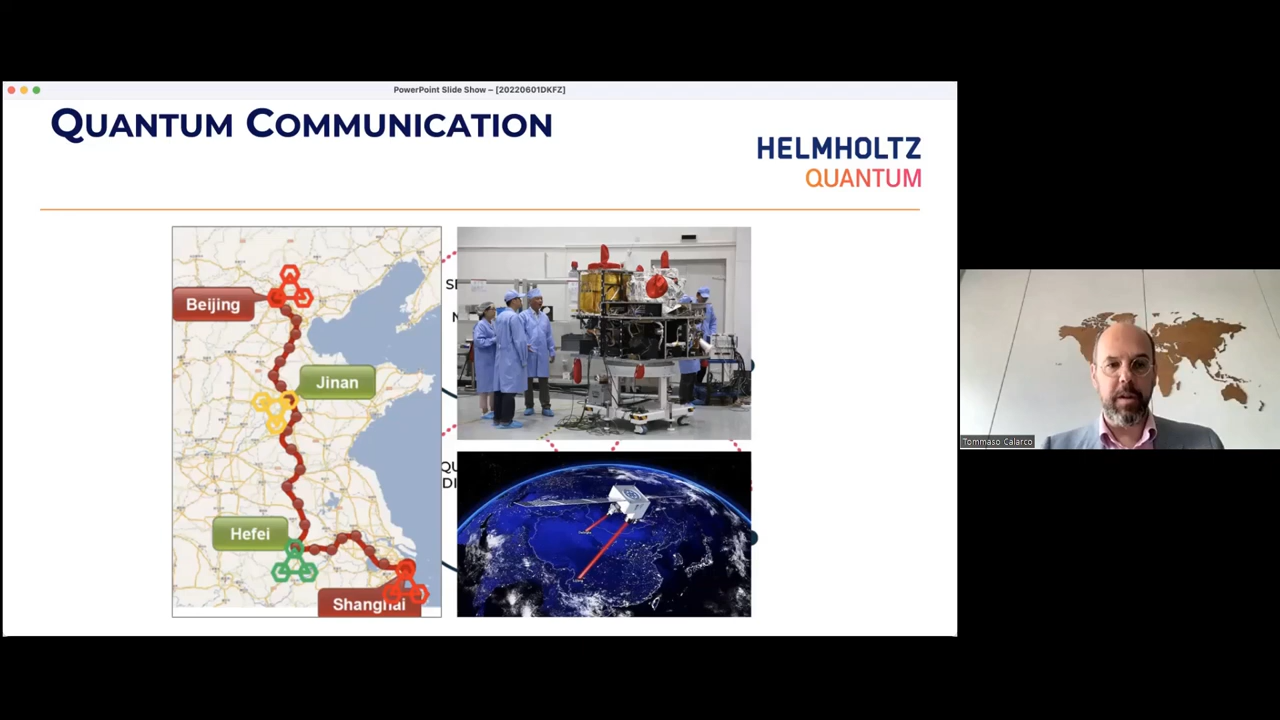 PowerPoint Slide Show – [20220601DKFZ]
QUANTUM COMMUNICATION
HELMHOLTZ
QUANTUM
Beijing
Jinan
Hefei
Shanghai
Tommaso Calarco